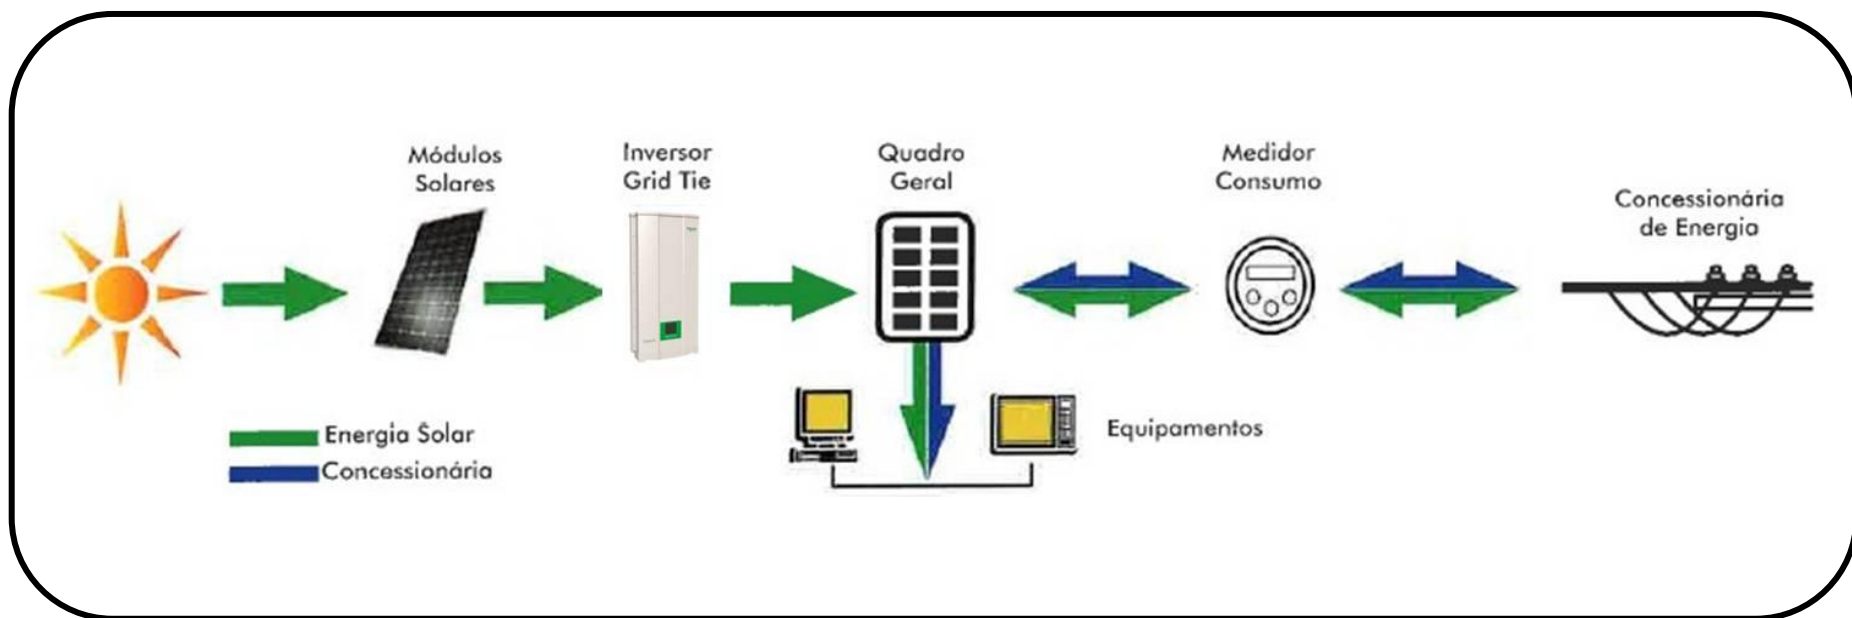 Módulos
Solares
Inversor
Grid Tie
Quadro
Geral
Medidor
Consumo
Concessionária
de Energia
Energia Solar
Concessionária
Equipamentos